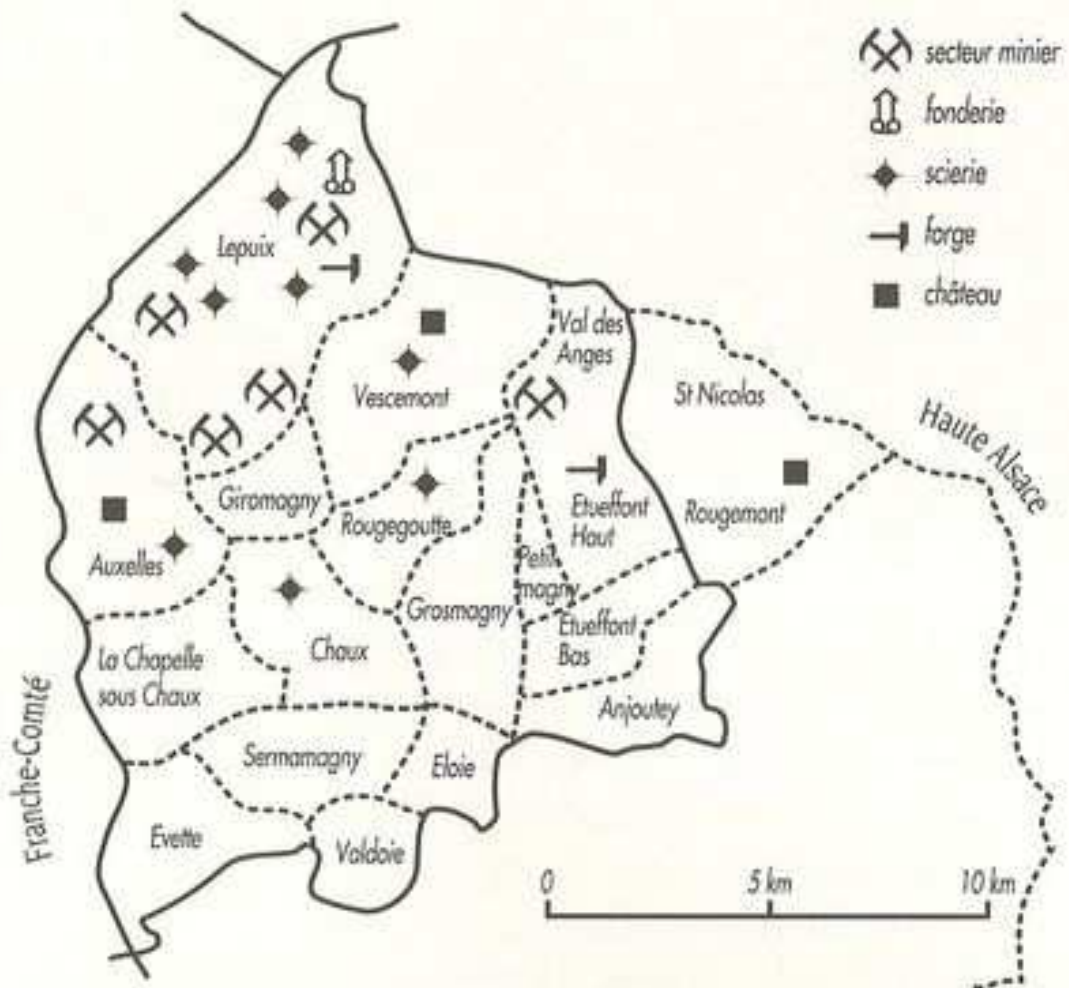 secteur minier
fonderie
scierie
forge
château
Lepuix
Val des
Anges
Vescemont
St Nicolas
Haute Alsace
Giromagny
Rougegoutte
Etueffont
Haut
Rougemont
Auxelles
Petit
magny
Grosmagny
Etueffont
Bas
La Chapelle
sous Chaux
Chaux
Anjoutey
Franche-Comté
Sermamagny
Eloie
Evette
Valdoie
0 5 km 10 km